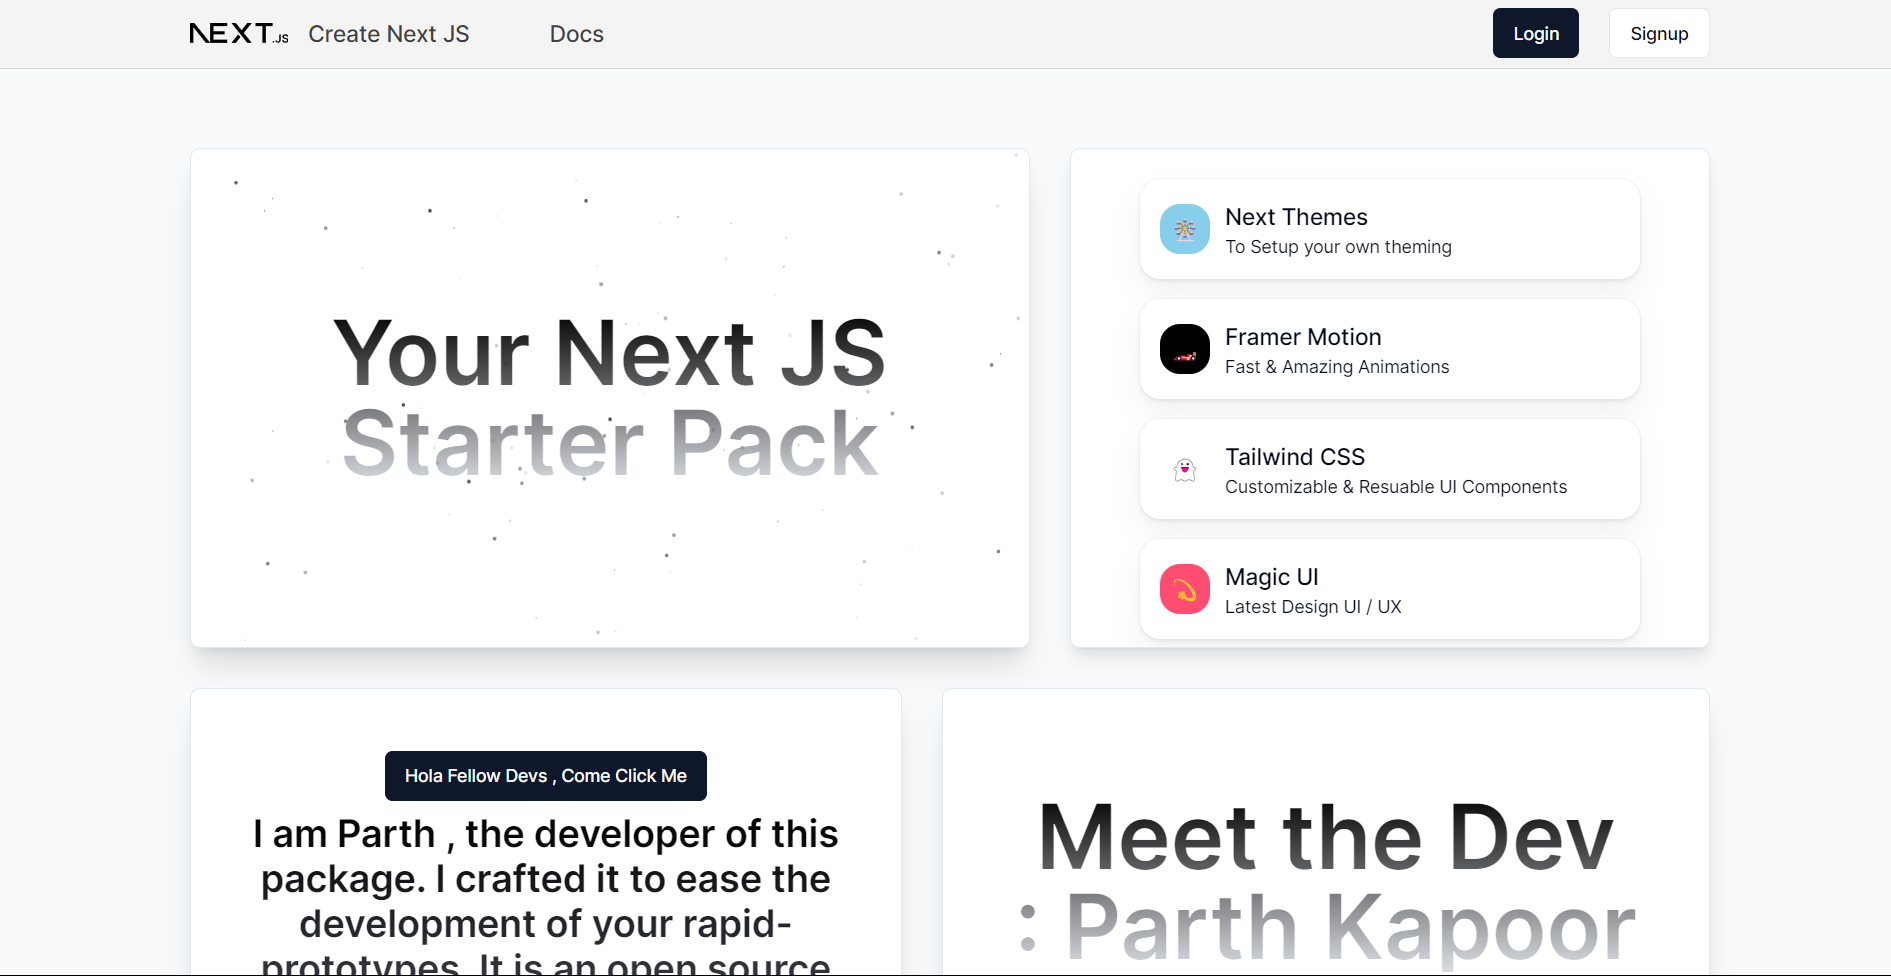 NEXT.JS Create Next JS Docs Login Signup
Your Next JS
Starter Pack
Next Themes
To Setup your own theming
Framer Motion
Fast & Amazing Animations
Tailwind CSS
Customizable & Resuable UI Components
Magic UI
Latest Design UI / UX
Hola Fellow Devs , Come Click Me
I am Parth , the developer of this
package. I crafted it to ease the
development of your rapid-
prototypes. It is an open source
Meet the Dev
: Parth Kapoor